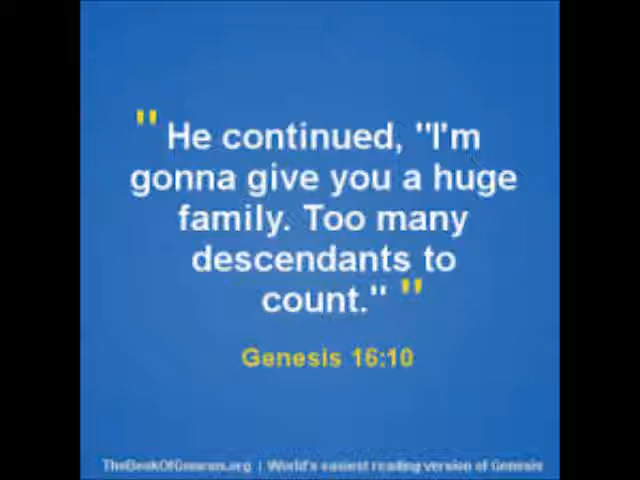 " He continued, "I'm
gonna give you a huge
family. Too many
descendants to
count." "
Genesis 16:10
TheBookOfGenesis.org | World's easiest reading version of Genesis